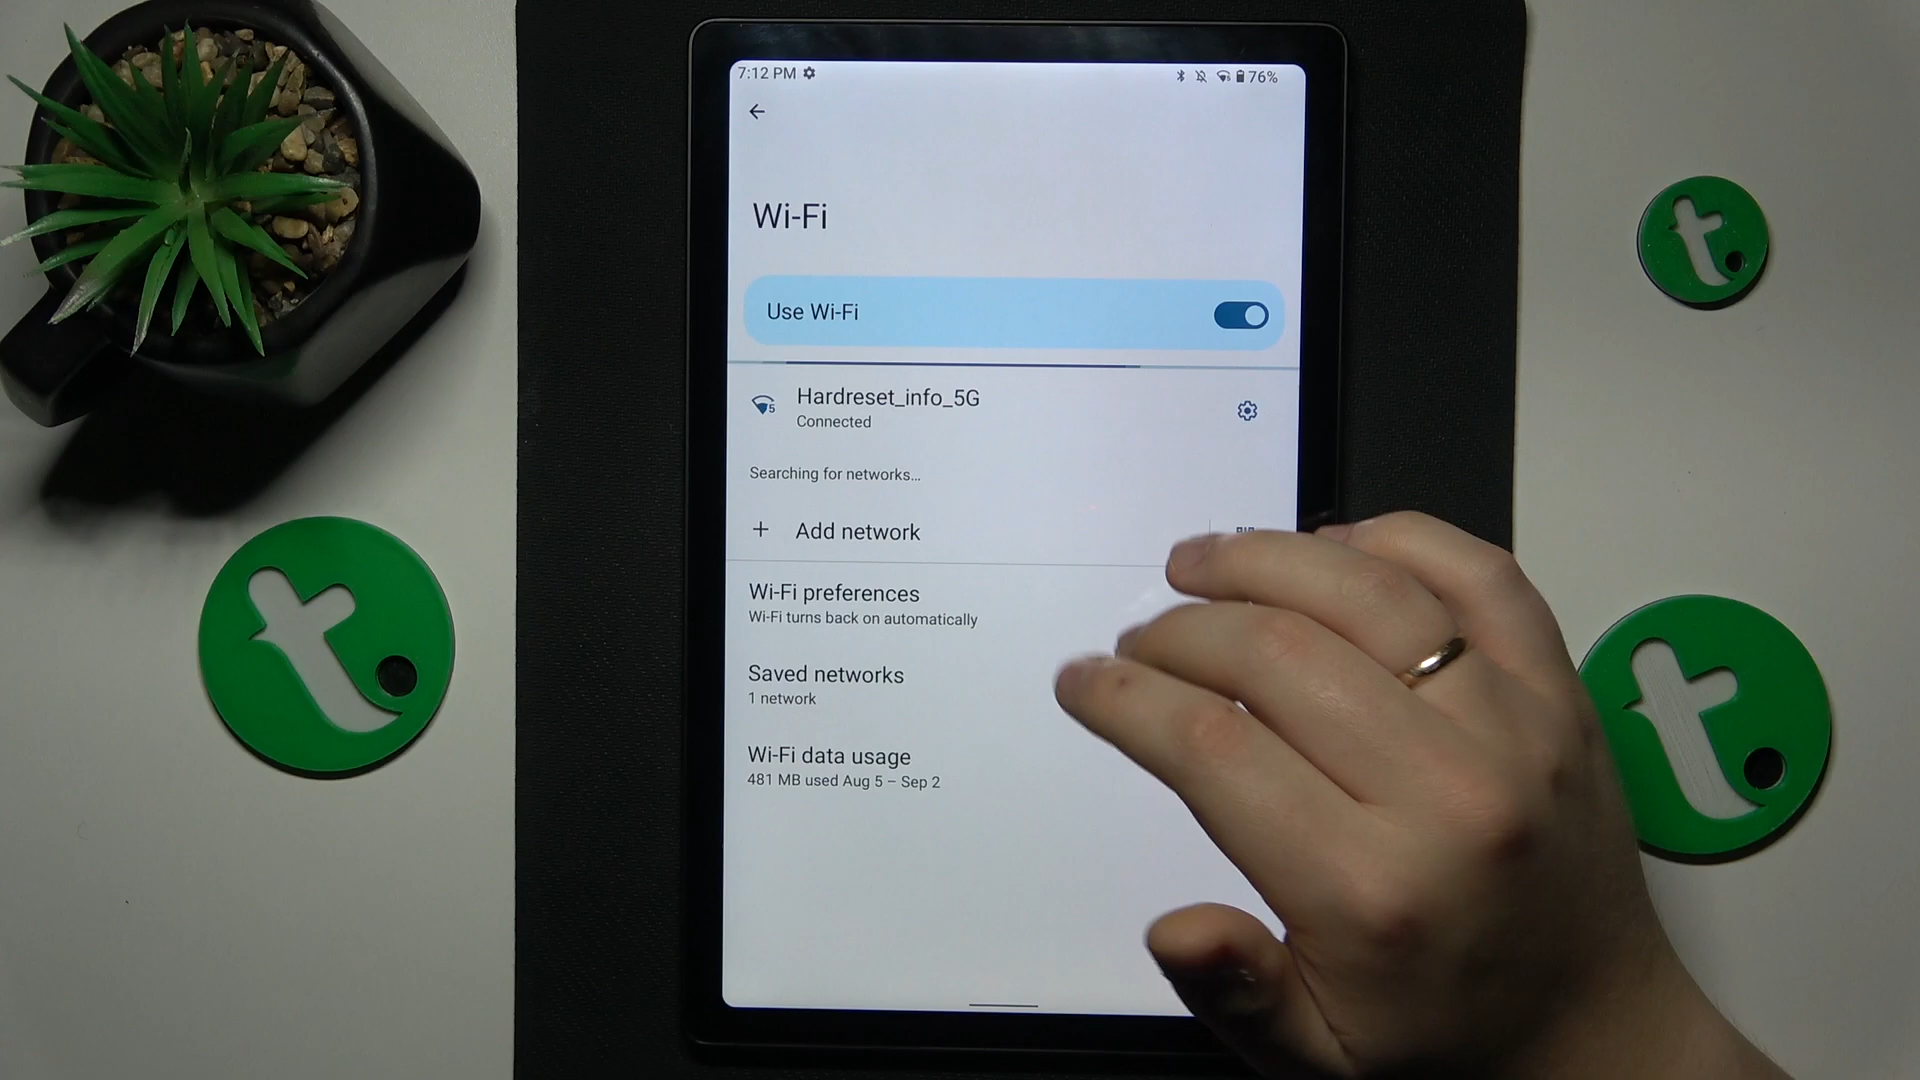 7:12 PM
76%
Wi-Fi
Use Wi-Fi
Hardreset_info_5G
Connected
Searching for networks…
Add network
Wi-Fi preferences
Wi-Fi turns back on automatically
Saved networks
1 network
Wi-Fi data usage
481 MB used Aug 5 – Sep 2